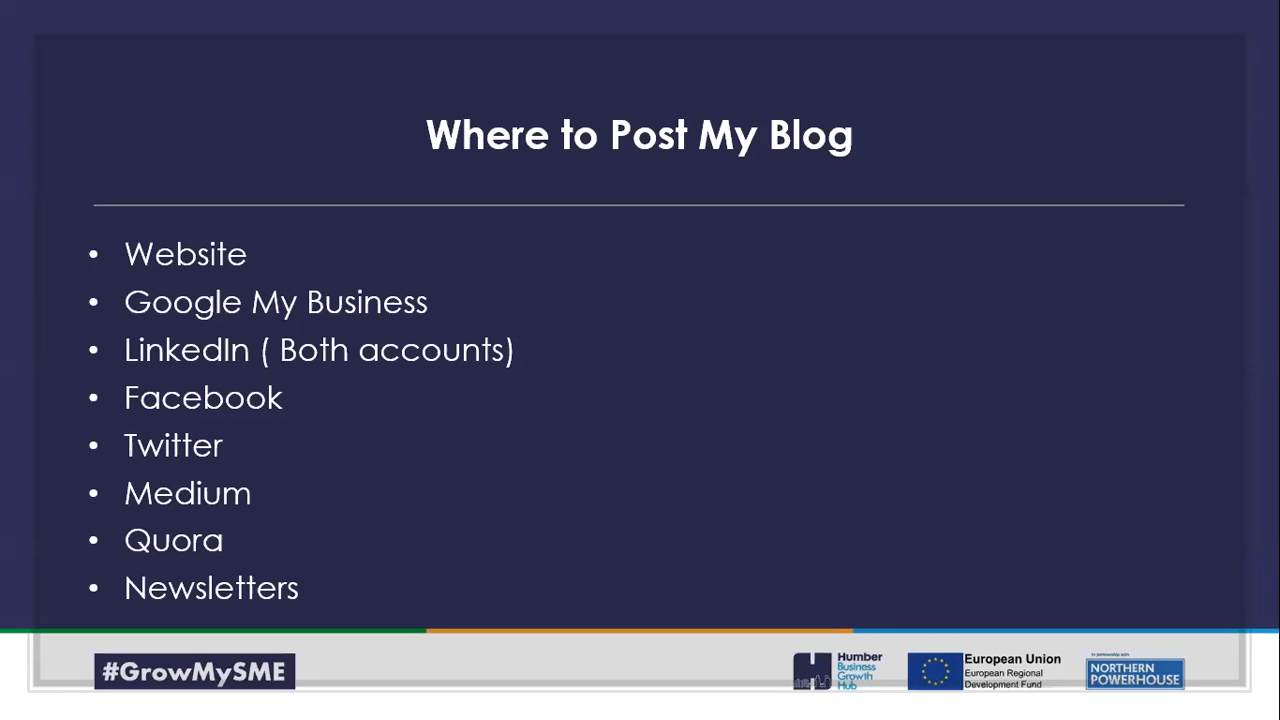 Where to Post My Blog
• Website
• Google My Business
• LinkedIn ( Both accounts)
• Facebook
• Twitter
• Medium
• Quora
• Newsletters
#GrowMySME
Humber
Business
Growth
Hub
European Union
European Regional
Development Fund
In partnership with
NORTHERN
POWERHOUSE